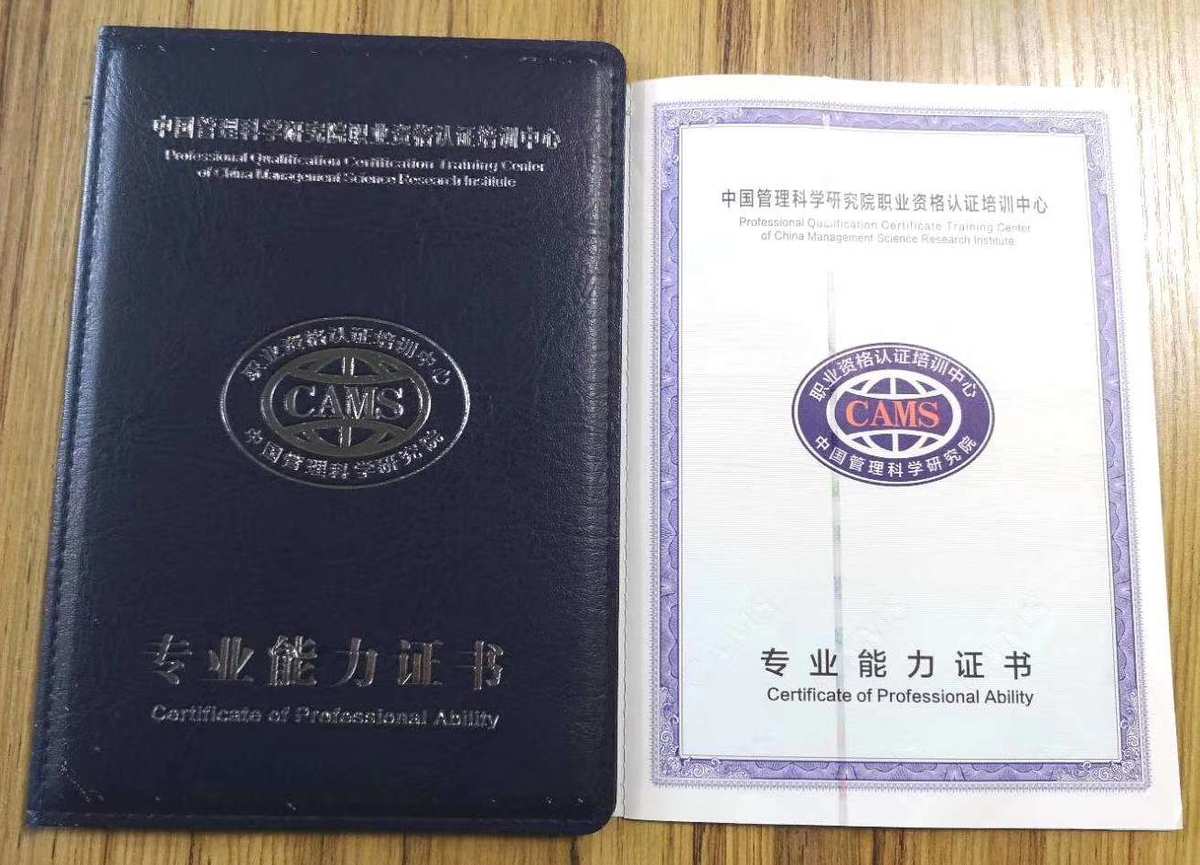 中国管理科学研究院职业资格认证培训中心
Professional Qualification Certification Training Center
of China Management Science Research Institute
职业资格认证培训中心
CAMS
中国管理科学研究院
专业能力证书
Certificate of Professional Ability
中国管理科学研究院职业资格认证培训中心
Professional Qualification Certificate Training Center
of China Management Science Research Institute
职业资格认证培训中心
CAMS
中国管理科学研究院
专业能力证书
Certificate of Professional Ability